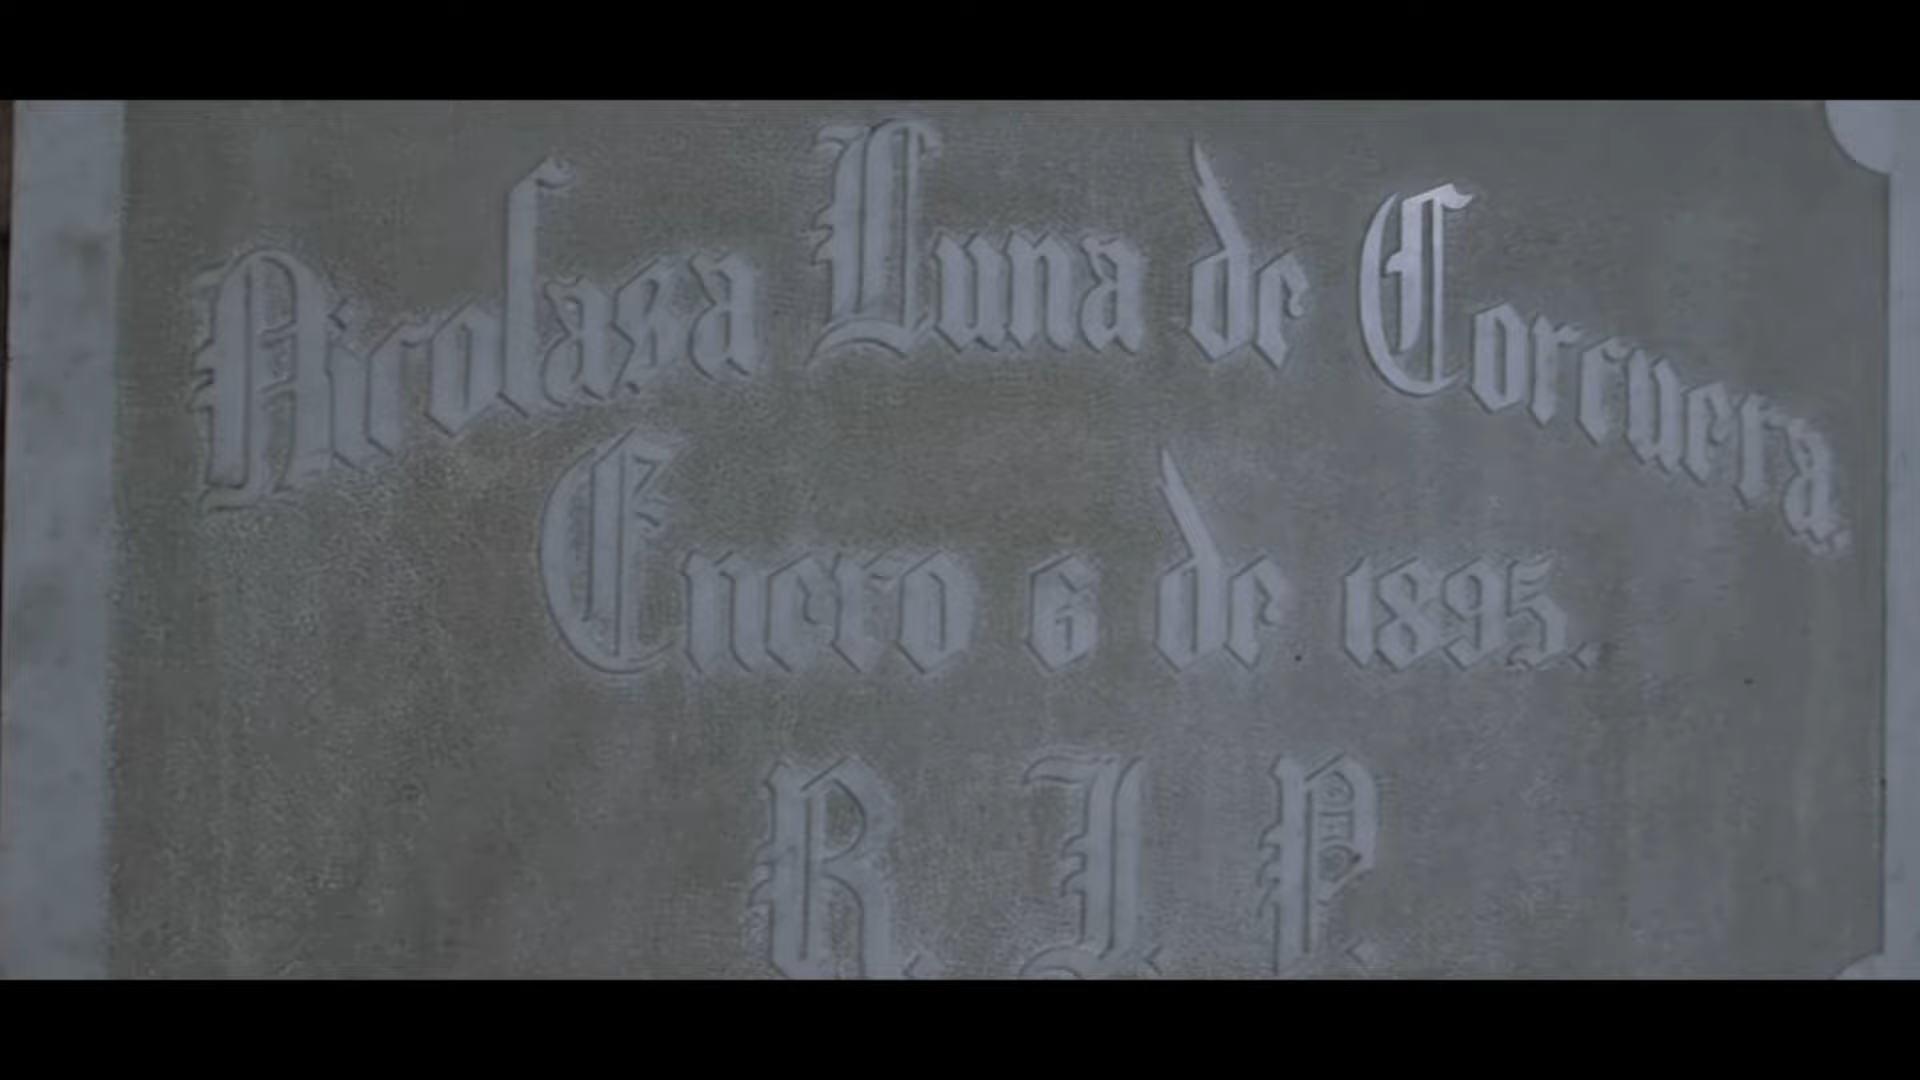 Nicolasa Luna de Corcuera.
Enero 6 de 1895.
R. I. P.